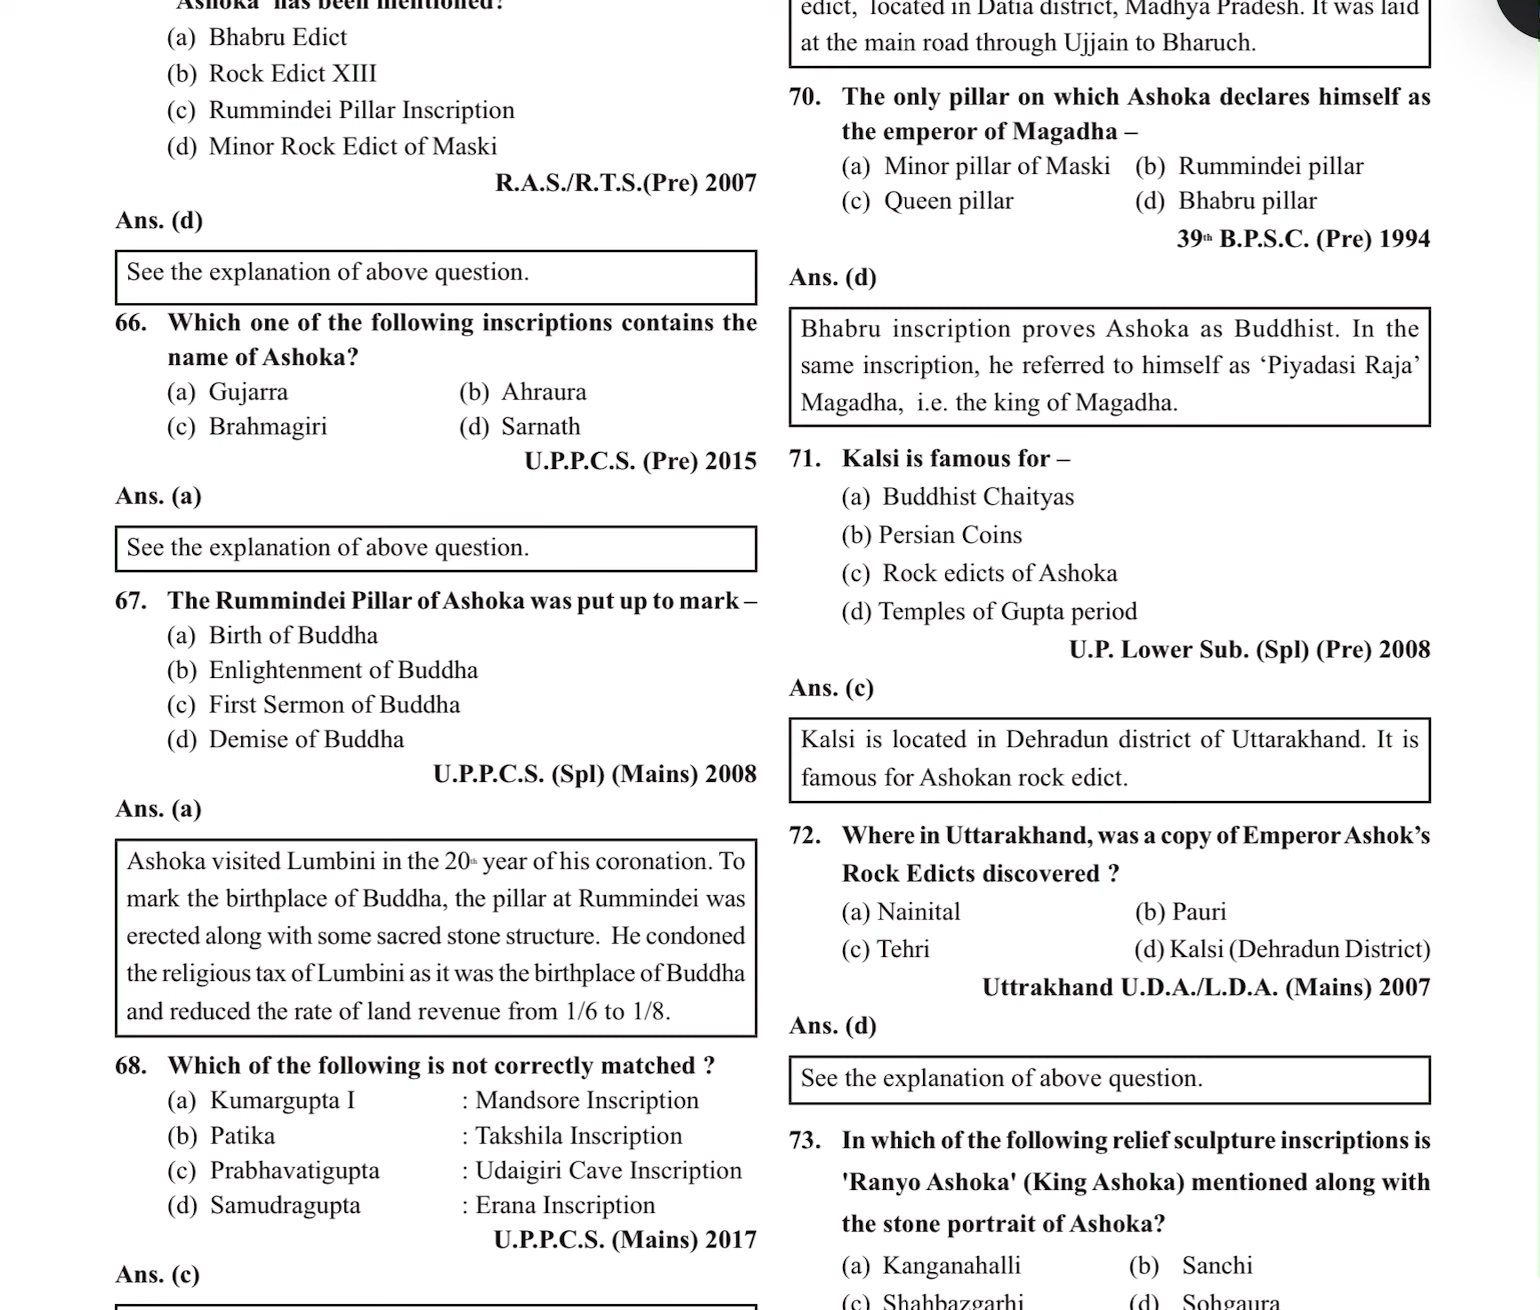 'Ashoka' has been mentioned?
(a) Bhabru Edict
(b) Rock Edict XIII
(c) Rummindei Pillar Inscription
(d) Minor Rock Edict of Maski
R.A.S./R.T.S.(Pre) 2007
Ans. (d)
See the explanation of above question.
66. Which one of the following inscriptions contains the
name of Ashoka?
(a) Gujarra (b) Ahraura
(c) Brahmagiri (d) Sarnath
U.P.P.C.S. (Pre) 2015
Ans. (a)
See the explanation of above question.
67. The Rummindei Pillar of Ashoka was put up to mark –
(a) Birth of Buddha
(b) Enlightenment of Buddha
(c) First Sermon of Buddha
(d) Demise of Buddha
U.P.P.C.S. (Spl) (Mains) 2008
Ans. (a)
Ashoka visited Lumbini in the 20th year of his coronation. To
mark the birthplace of Buddha, the pillar at Rummindei was
erected along with some sacred stone structure. He condoned
the religious tax of Lumbini as it was the birthplace of Buddha
and reduced the rate of land revenue from 1/6 to 1/8.
68. Which of the following is not correctly matched ?
(a) Kumargupta I : Mandsore Inscription
(b) Patika : Takshila Inscription
(c) Prabhavatigupta : Udaigiri Cave Inscription
(d) Samudragupta : Erana Inscription
U.P.P.C.S. (Mains) 2017
Ans. (c)
edict, located in Datia district, Madhya Pradesh. It was laid
at the main road through Ujjain to Bharuch.
70. The only pillar on which Ashoka declares himself as
the emperor of Magadha –
(a) Minor pillar of Maski (b) Rummindei pillar
(c) Queen pillar (d) Bhabru pillar
39th B.P.S.C. (Pre) 1994
Ans. (d)
Bhabru inscription proves Ashoka as Buddhist. In the
same inscription, he referred to himself as ‘Piyadasi Raja’
Magadha, i.e. the king of Magadha.
71. Kalsi is famous for –
(a) Buddhist Chaityas
(b) Persian Coins
(c) Rock edicts of Ashoka
(d) Temples of Gupta period
U.P. Lower Sub. (Spl) (Pre) 2008
Ans. (c)
Kalsi is located in Dehradun district of Uttarakhand. It is
famous for Ashokan rock edict.
72. Where in Uttarakhand, was a copy of Emperor Ashok’s
Rock Edicts discovered ?
(a) Nainital (b) Pauri
(c) Tehri (d) Kalsi (Dehradun District)
Uttrakhand U.D.A./L.D.A. (Mains) 2007
Ans. (d)
See the explanation of above question.
73. In which of the following relief sculpture inscriptions is
'Ranyo Ashoka' (King Ashoka) mentioned along with
the stone portrait of Ashoka?
(a) Kanganahalli (b) Sanchi
(c) Shahbazgarhi (d) Sohgaura